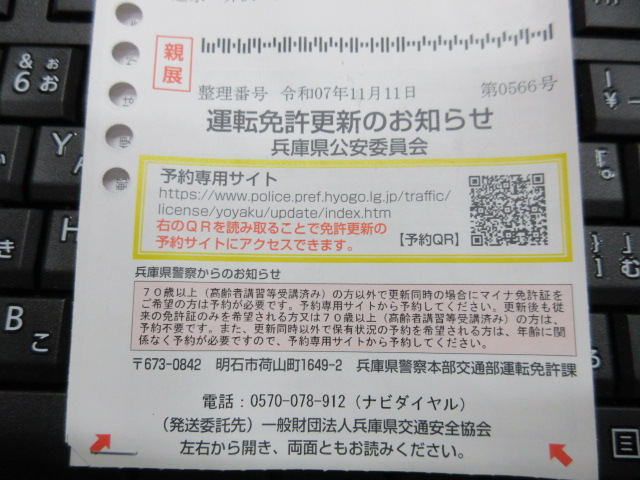 親展
整理番号 令和07年11月11日 第0566号
運転免許更新のお知らせ
兵庫県公安委員会
予約専用サイト
https://www.police.pref.hyogo.lg.jp/traffic/
license/yoyaku/update/index.htm
右のQRを読み取ることで免許更新の
予約サイトにアクセスできます。
【予約QR】
兵庫県警察からのお知らせ
70歳以上（高齢者講習等受講済み）の方以外で更新同時の場合にマイナ免許証を
ご希望の方は予約が必要です。予約専用サイトから予約してください。更新後も従
来の免許証のみを希望される方又は70歳以上（高齢者講習等受講済み）の方は、
予約不要です。また、更新同時以外で保有状況の予約を希望される方は、年齢に関
係なく予約が必要ですので、予約専用サイトから予約してください。
〒673-0842 明石市荷山町1649-2 兵庫県警察本部交通部運転免許課
電話：0570-078-912（ナビダイヤル）
（発送委託先）一般財団法人兵庫県交通安全協会
左右から開き、両面ともお読みください。
&
6
ぉ
お
き
B
こ
¥
む